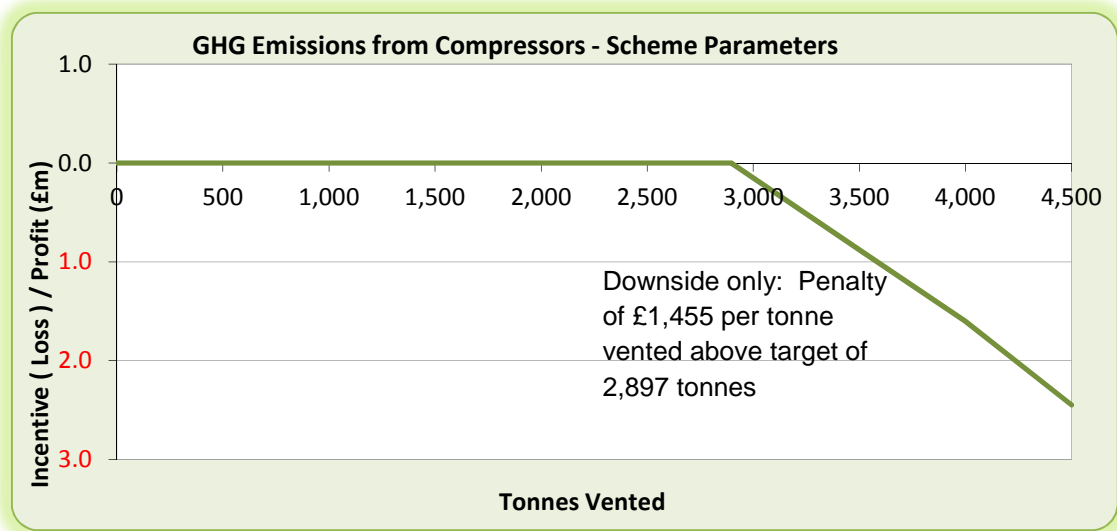 GHG Emissions from Compressors - Scheme Parameters
1.0
0.0
1.0
2.0
3.0
Incentive ( Loss ) / Profit (£m)
0 500 1,000 1,500 2,000 2,500 3,000 3,500 4,000 4,500
Downside only: Penalty
of £1,455 per tonne
vented above target of
2,897 tonnes
Tonnes Vented